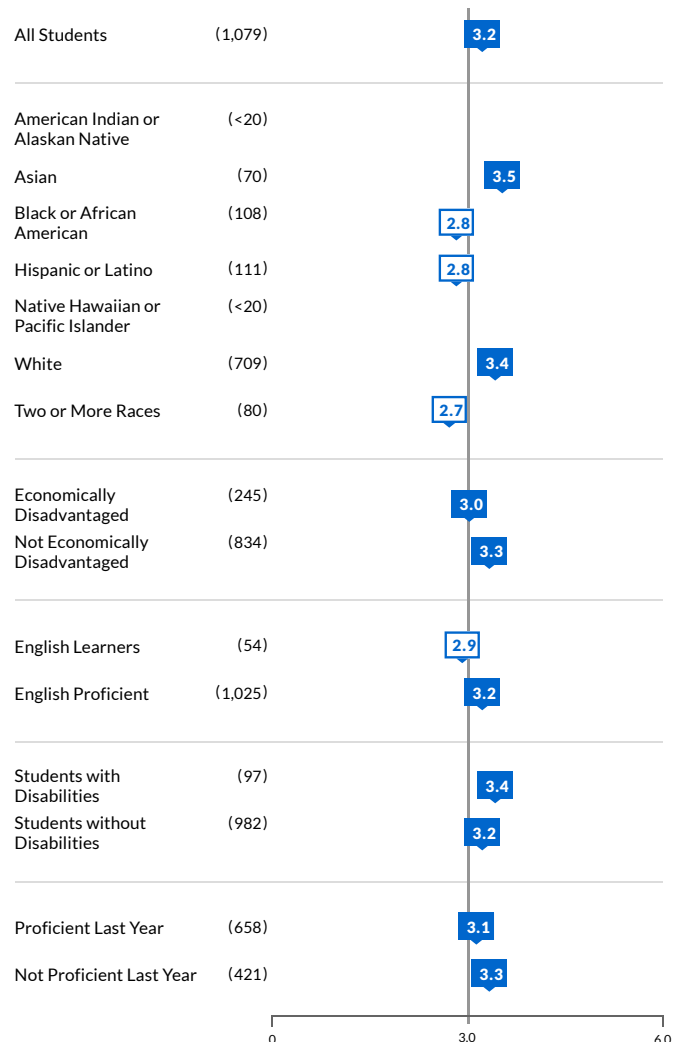 All Students (1,079) 3.2
American Indian or (<20)
Alaskan Native
Asian (70) 3.5
Black or African (108) 2.8
American
Hispanic or Latino (111) 2.8
Native Hawaiian or (<20)
Pacific Islander
White (709) 3.4
Two or More Races (80) 2.7
Economically (245) 3.0
Disadvantaged
Not Economically (834) 3.3
Disadvantaged
English Learners (54) 2.9
English Proficient (1,025) 3.2
Students with (97) 3.4
Disabilities
Students without (982) 3.2
Disabilities
Proficient Last Year (658) 3.1
Not Proficient Last Year (421) 3.3
0 3.0 6.0